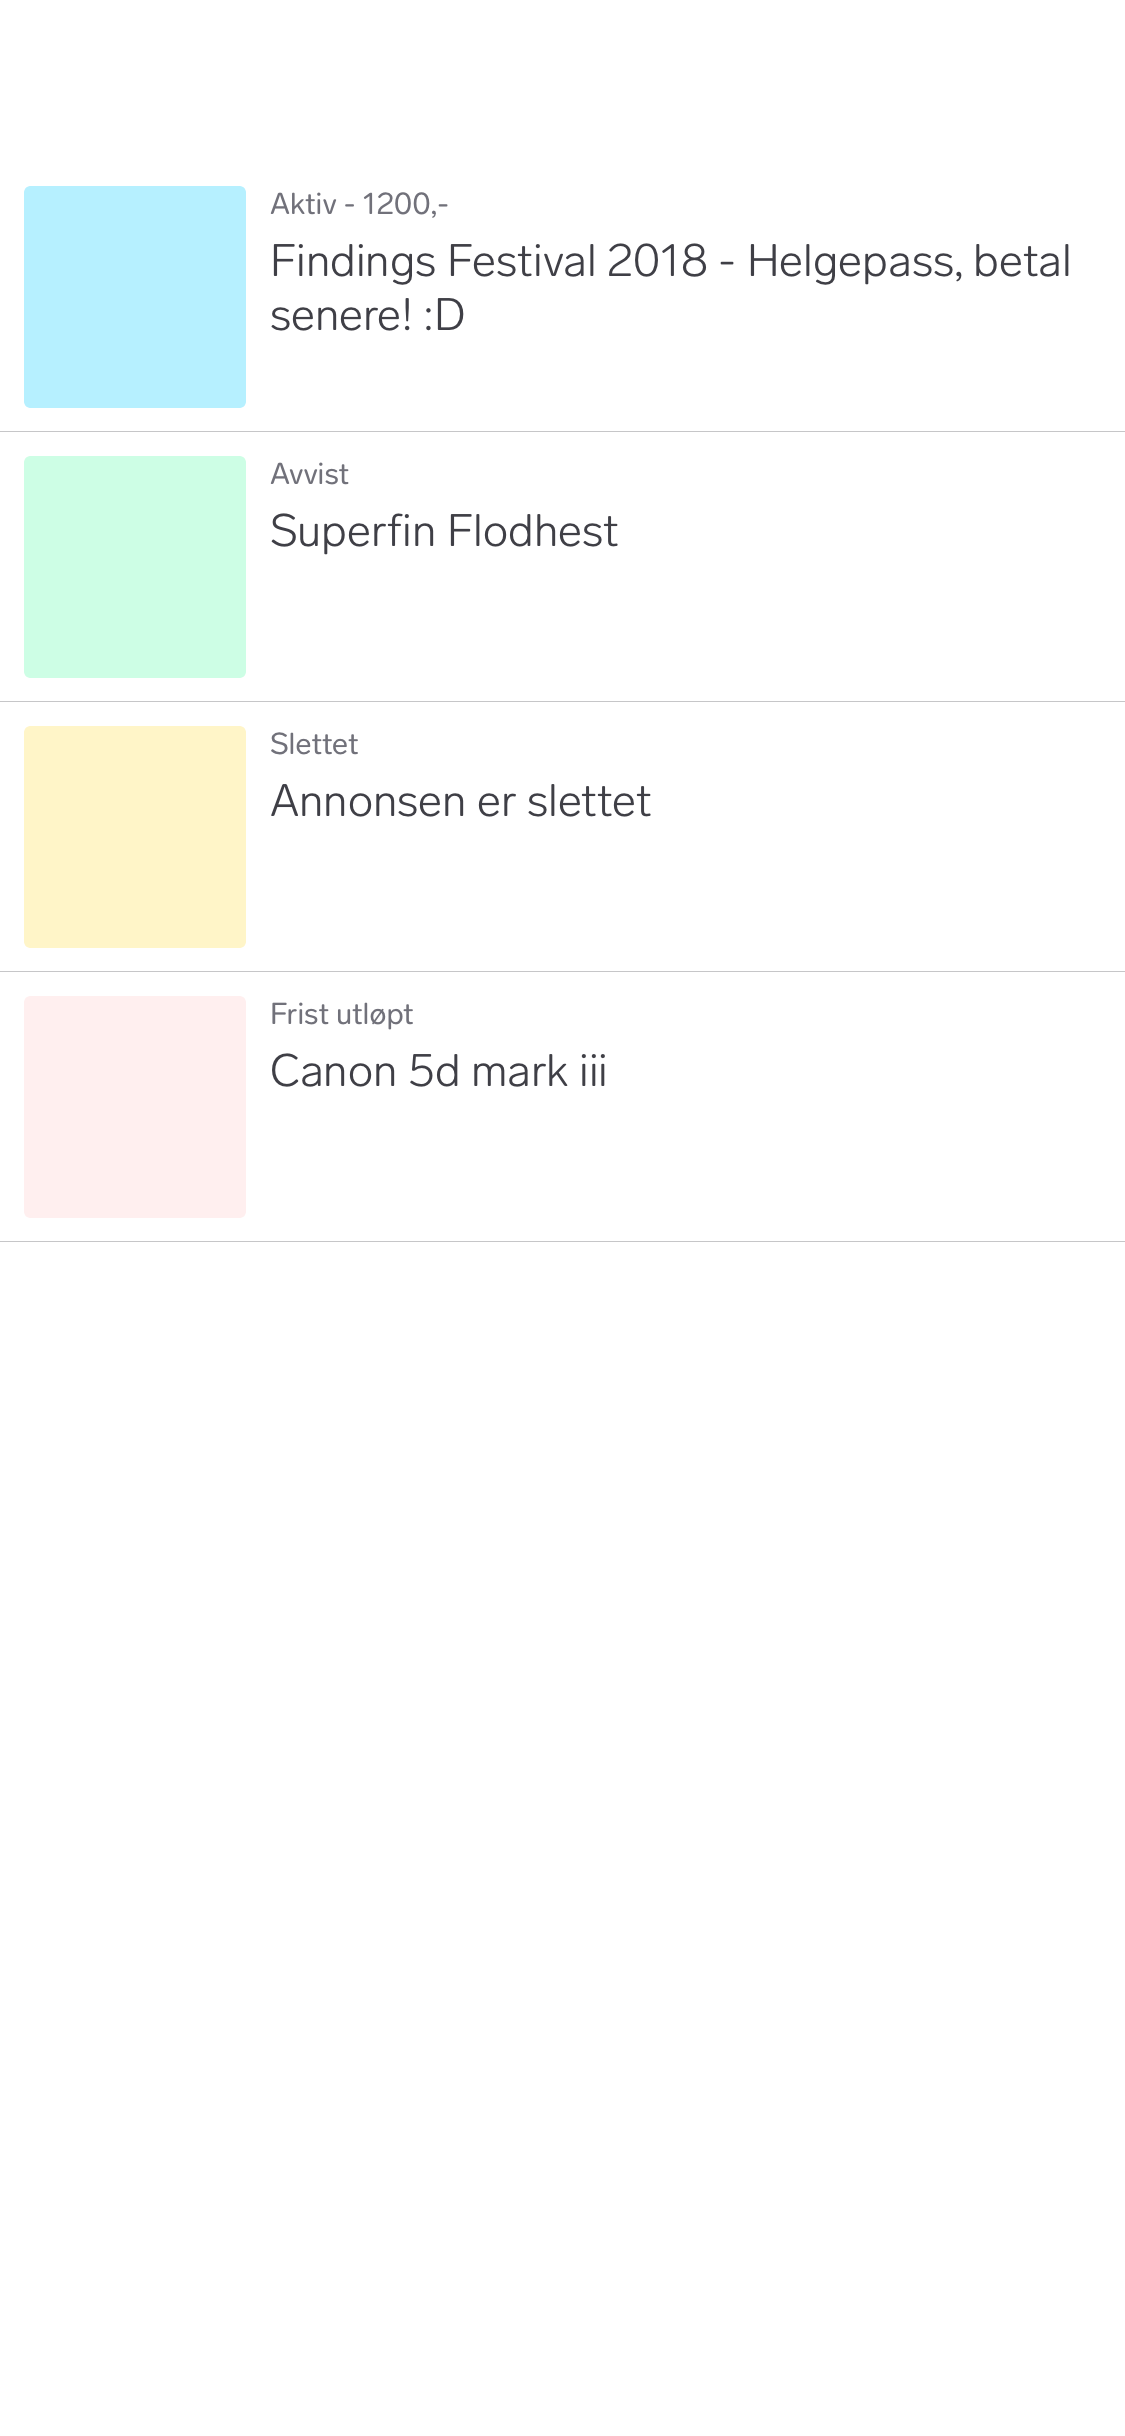 Aktiv - 1200,-
Findings Festival 2018 - Helgepass, betal
senere! :D
Avvist
Superfin Flodhest
Slettet
Annonsen er slettet
Frist utløpt
Canon 5d mark iii